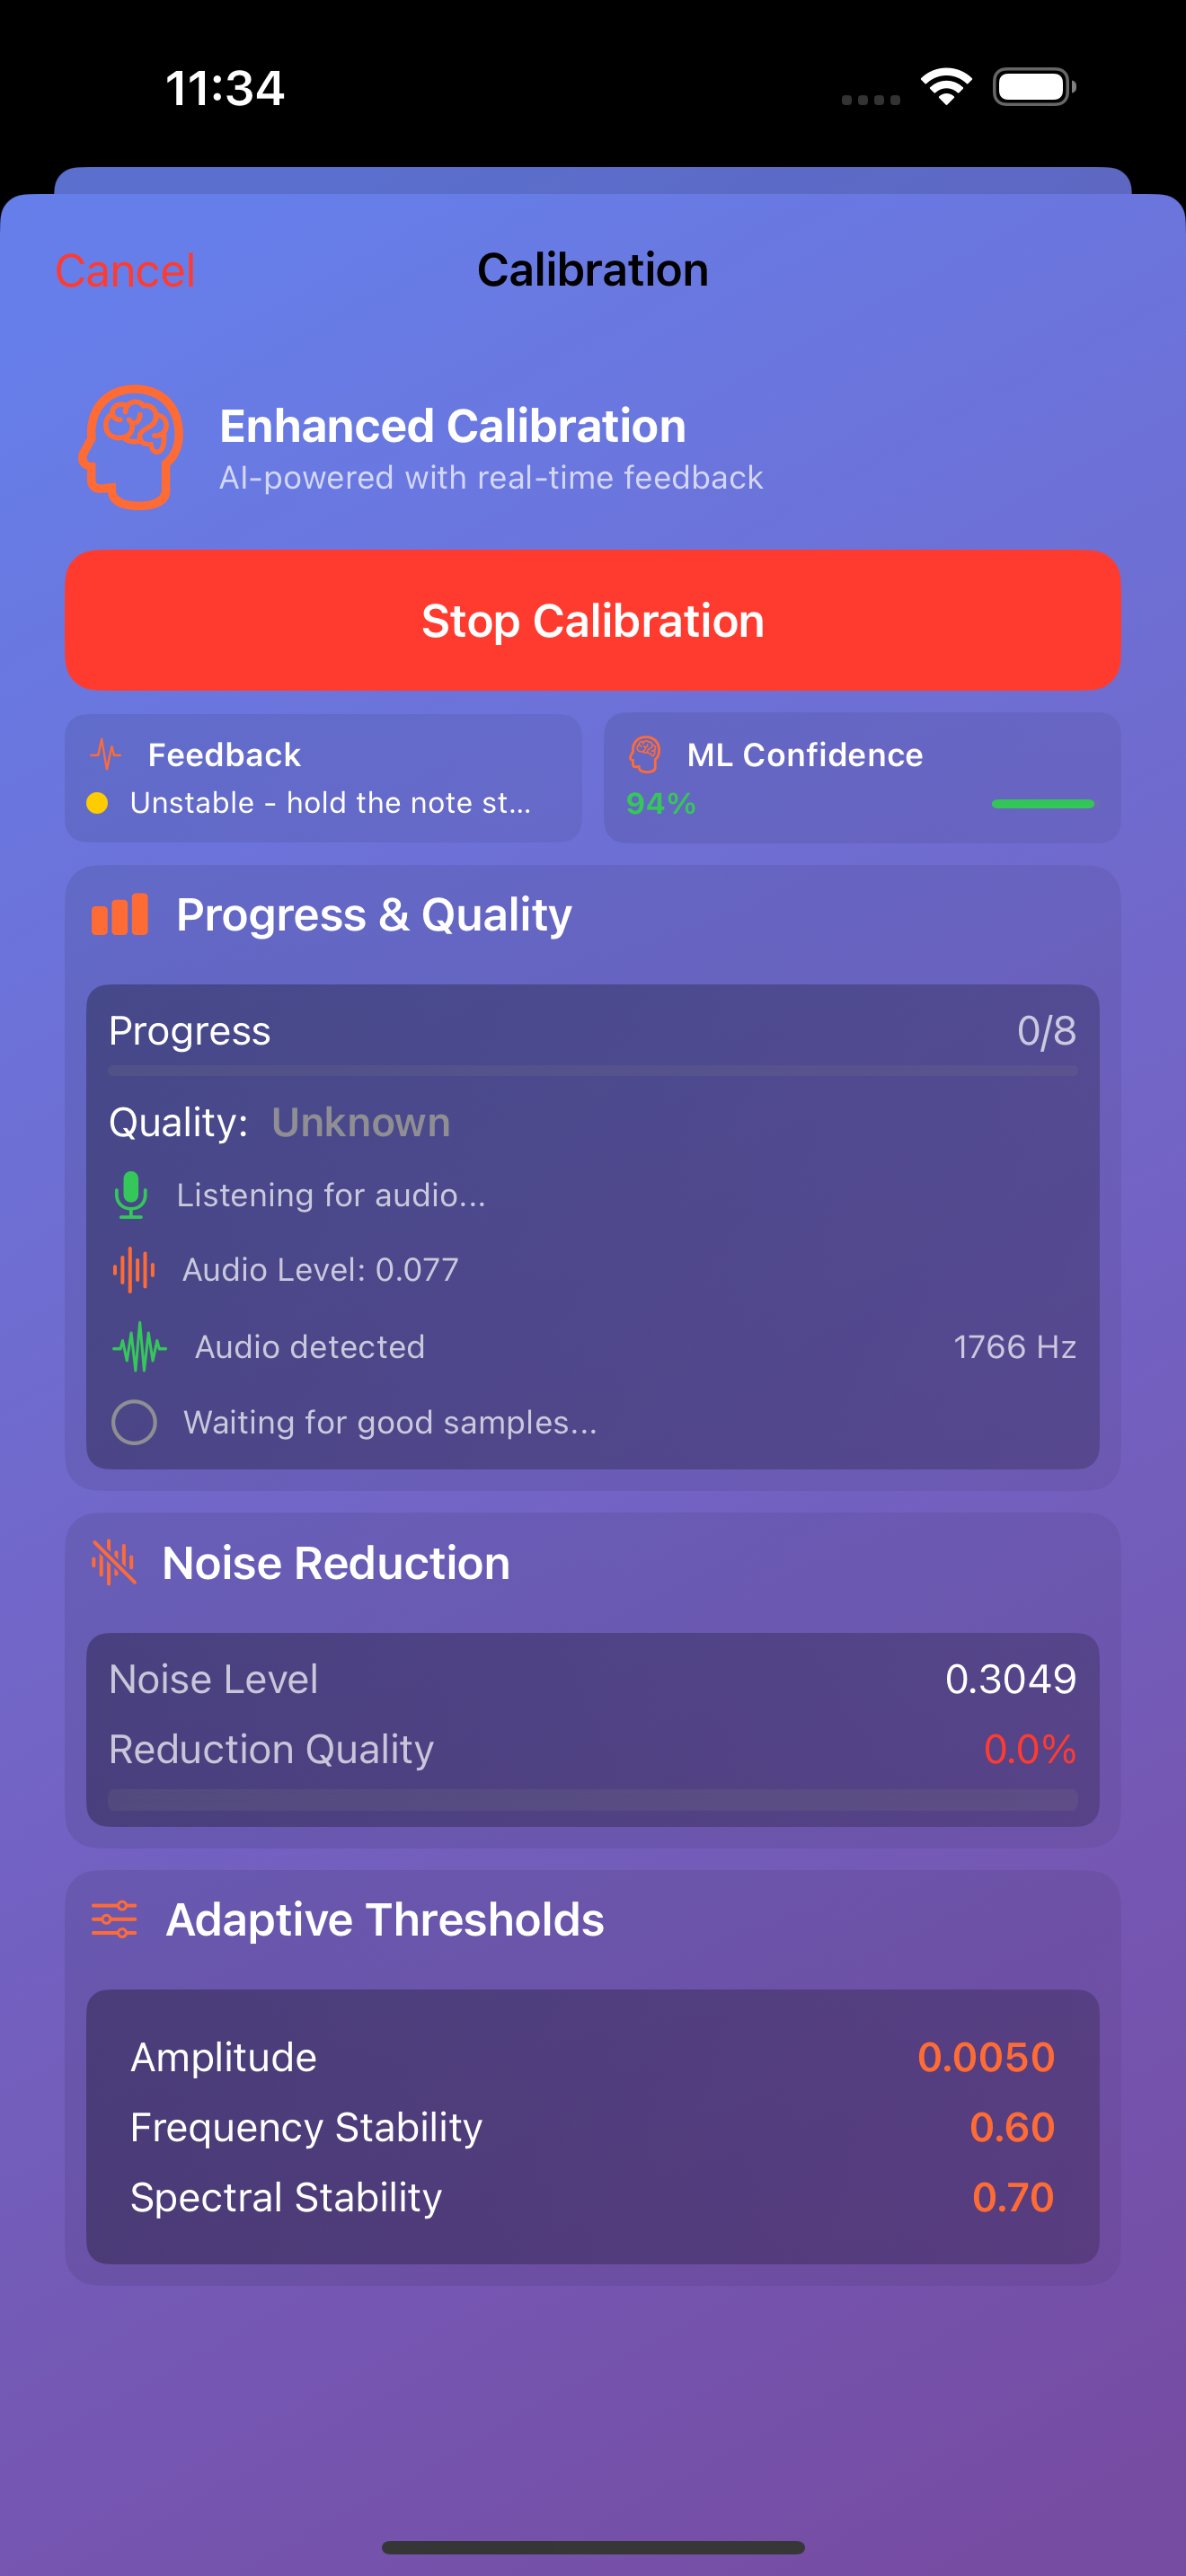 11:34
Cancel
Calibration
Enhanced Calibration
AI-powered with real-time feedback
Stop Calibration
Feedback
Unstable - hold the note st...
ML Confidence
94%
Progress & Quality
Progress 0/8
Quality: Unknown
Listening for audio...
Audio Level: 0.077
Audio detected 1766 Hz
Waiting for good samples...
Noise Reduction
Noise Level 0.3049
Reduction Quality 0.0%
Adaptive Thresholds
Amplitude 0.0050
Frequency Stability 0.60
Spectral Stability 0.70